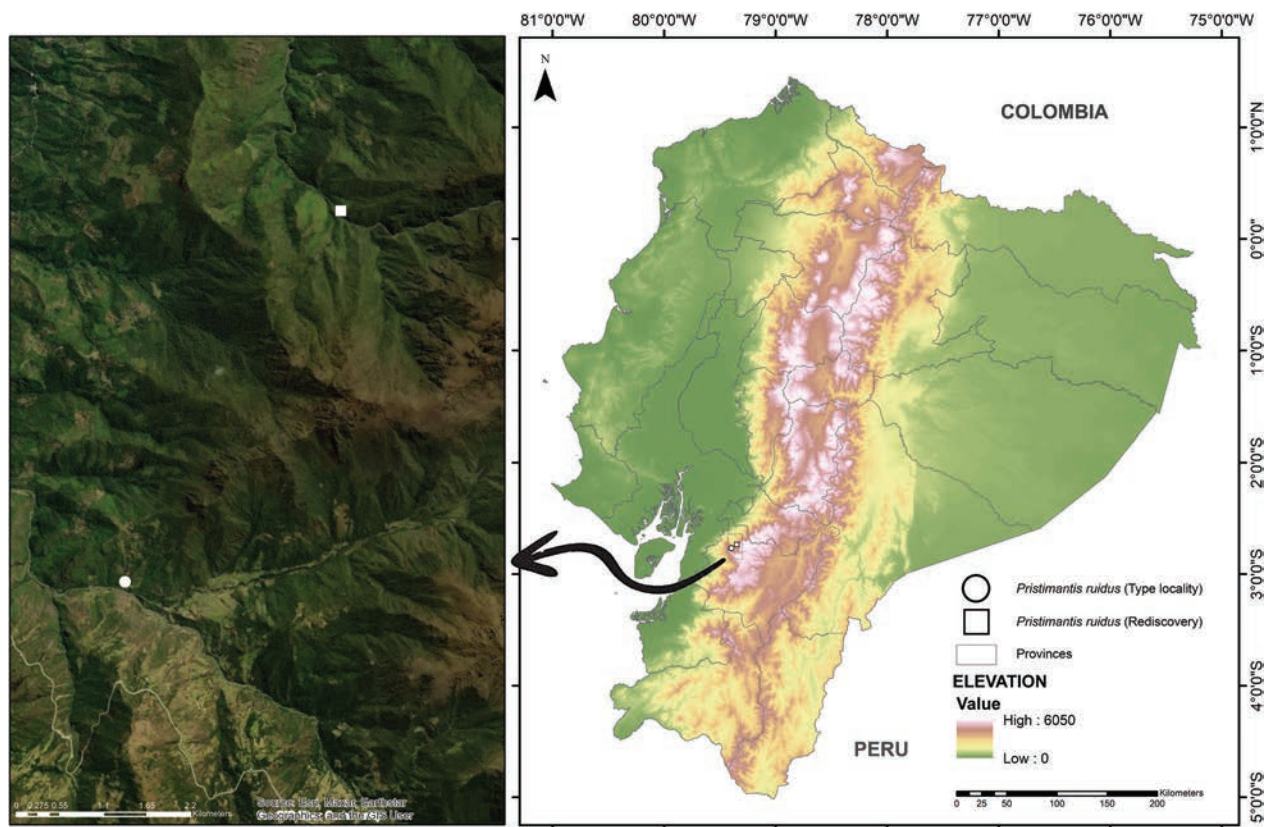 81°0'0"W 80°0'0"W 79°0'0"W 78°0'0"W 77°0'0"W 76°0'0"W 75°0'0"W
N
COLOMBIA
1°0'0"N
0°0'0"
1°0'0"S
2°0'0"S
3°0'0"S
4°0'0"S
5°0'0"S
Pristimantis ruidus (Type locality)
Pristimantis ruidus (Rediscovery)
Provinces
ELEVATION
Value
High : 6050
Low : 0
PERU
0 25 50 100 150 200
Kilometers
0 0.275 0.55 1.1 1.65 2.2
Kilometers
Source: Esri, Maxar, Earthstar
Geographics, and the GIS User